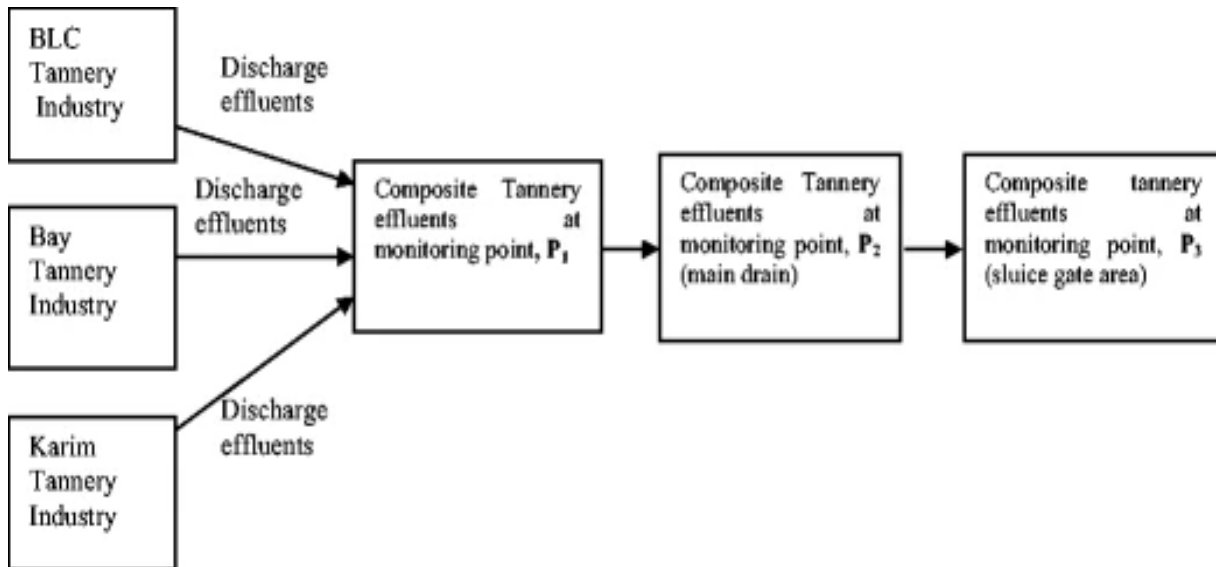 BLC
Tannery
Industry
Discharge
effluents
Discharge
effluents
Bay
Tannery
Industry
Discharge
effluents
Karim
Tannery
Industry
Composite Tannery
effluents at
monitoring point, P₁
Composite Tannery
effluents at
monitoring point, P₂
(main drain)
Composite tannery
effluents at
monitoring point, P₃
(sluice gate area)